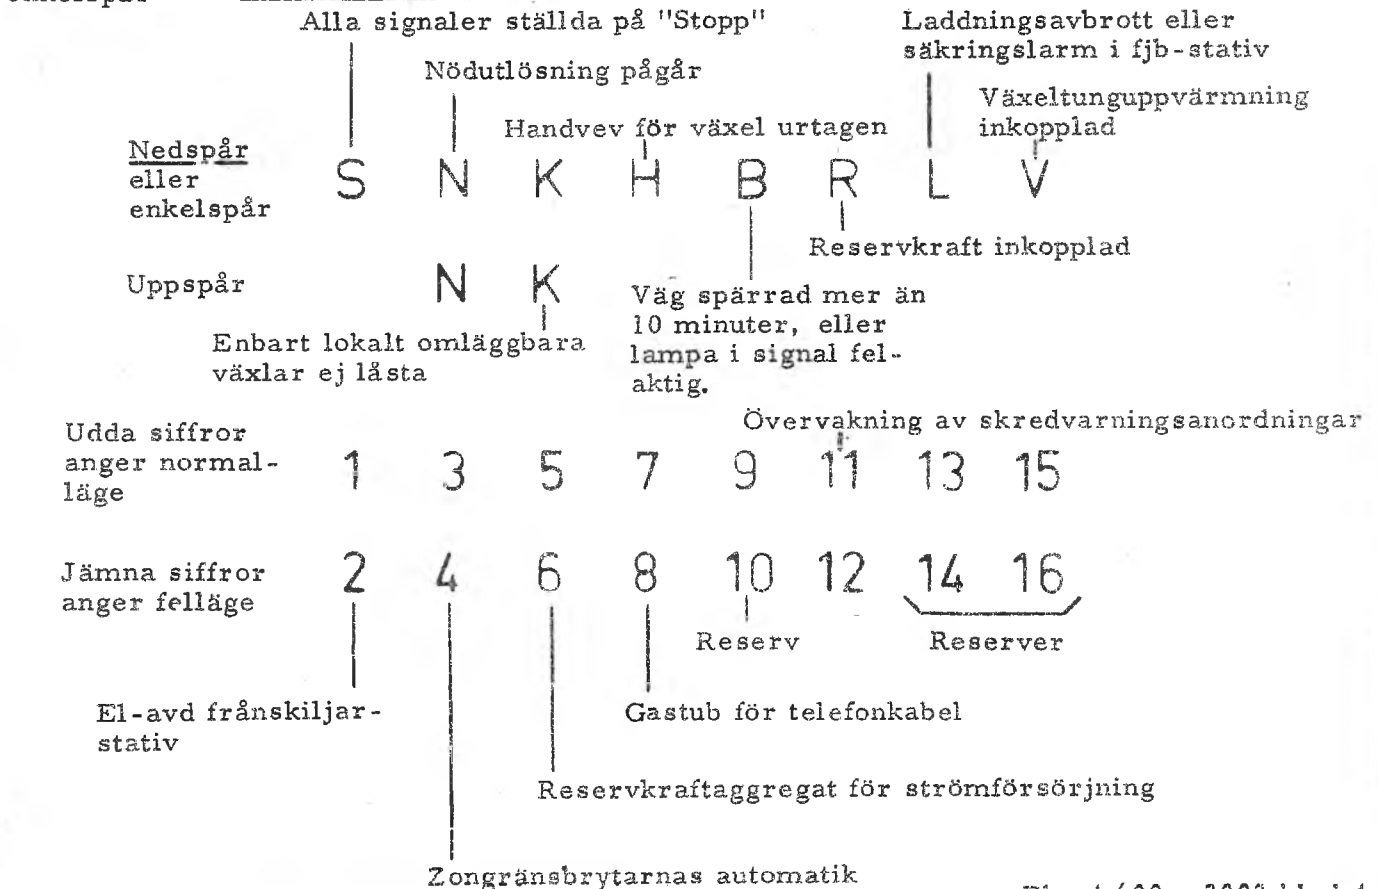 Alla signaler ställda på "Stopp"
Laddningsavbrott eller
säkringslarm i fjb-stativ
Nödutlösning pågår
Växeltunguppvärmning
inkopplad
Handvev för växel urtagen
Nedspår
eller
enkelspår
S N K H B R L V
Reservkraft inkopplad
Uppspår
N K
Väg spärrad mer än
10 minuter, eller
lampa i signal fel-
aktig.
Enbart lokalt omläggbara
växlar ej låsta
Övervakning av skredvarningsanordningar
Udda siffror
anger normal-
läge
1 3 5 7 9 11 13 15
Jämna siffror
anger felläge
2 4 6 8 10 12 14 16
Reserv
Reserver
El-avd frånskiljar-
stativ
Gastub för telefonkabel
Reservkraftaggregat för strömförsörjning
Zongränsbrytarnas automatik